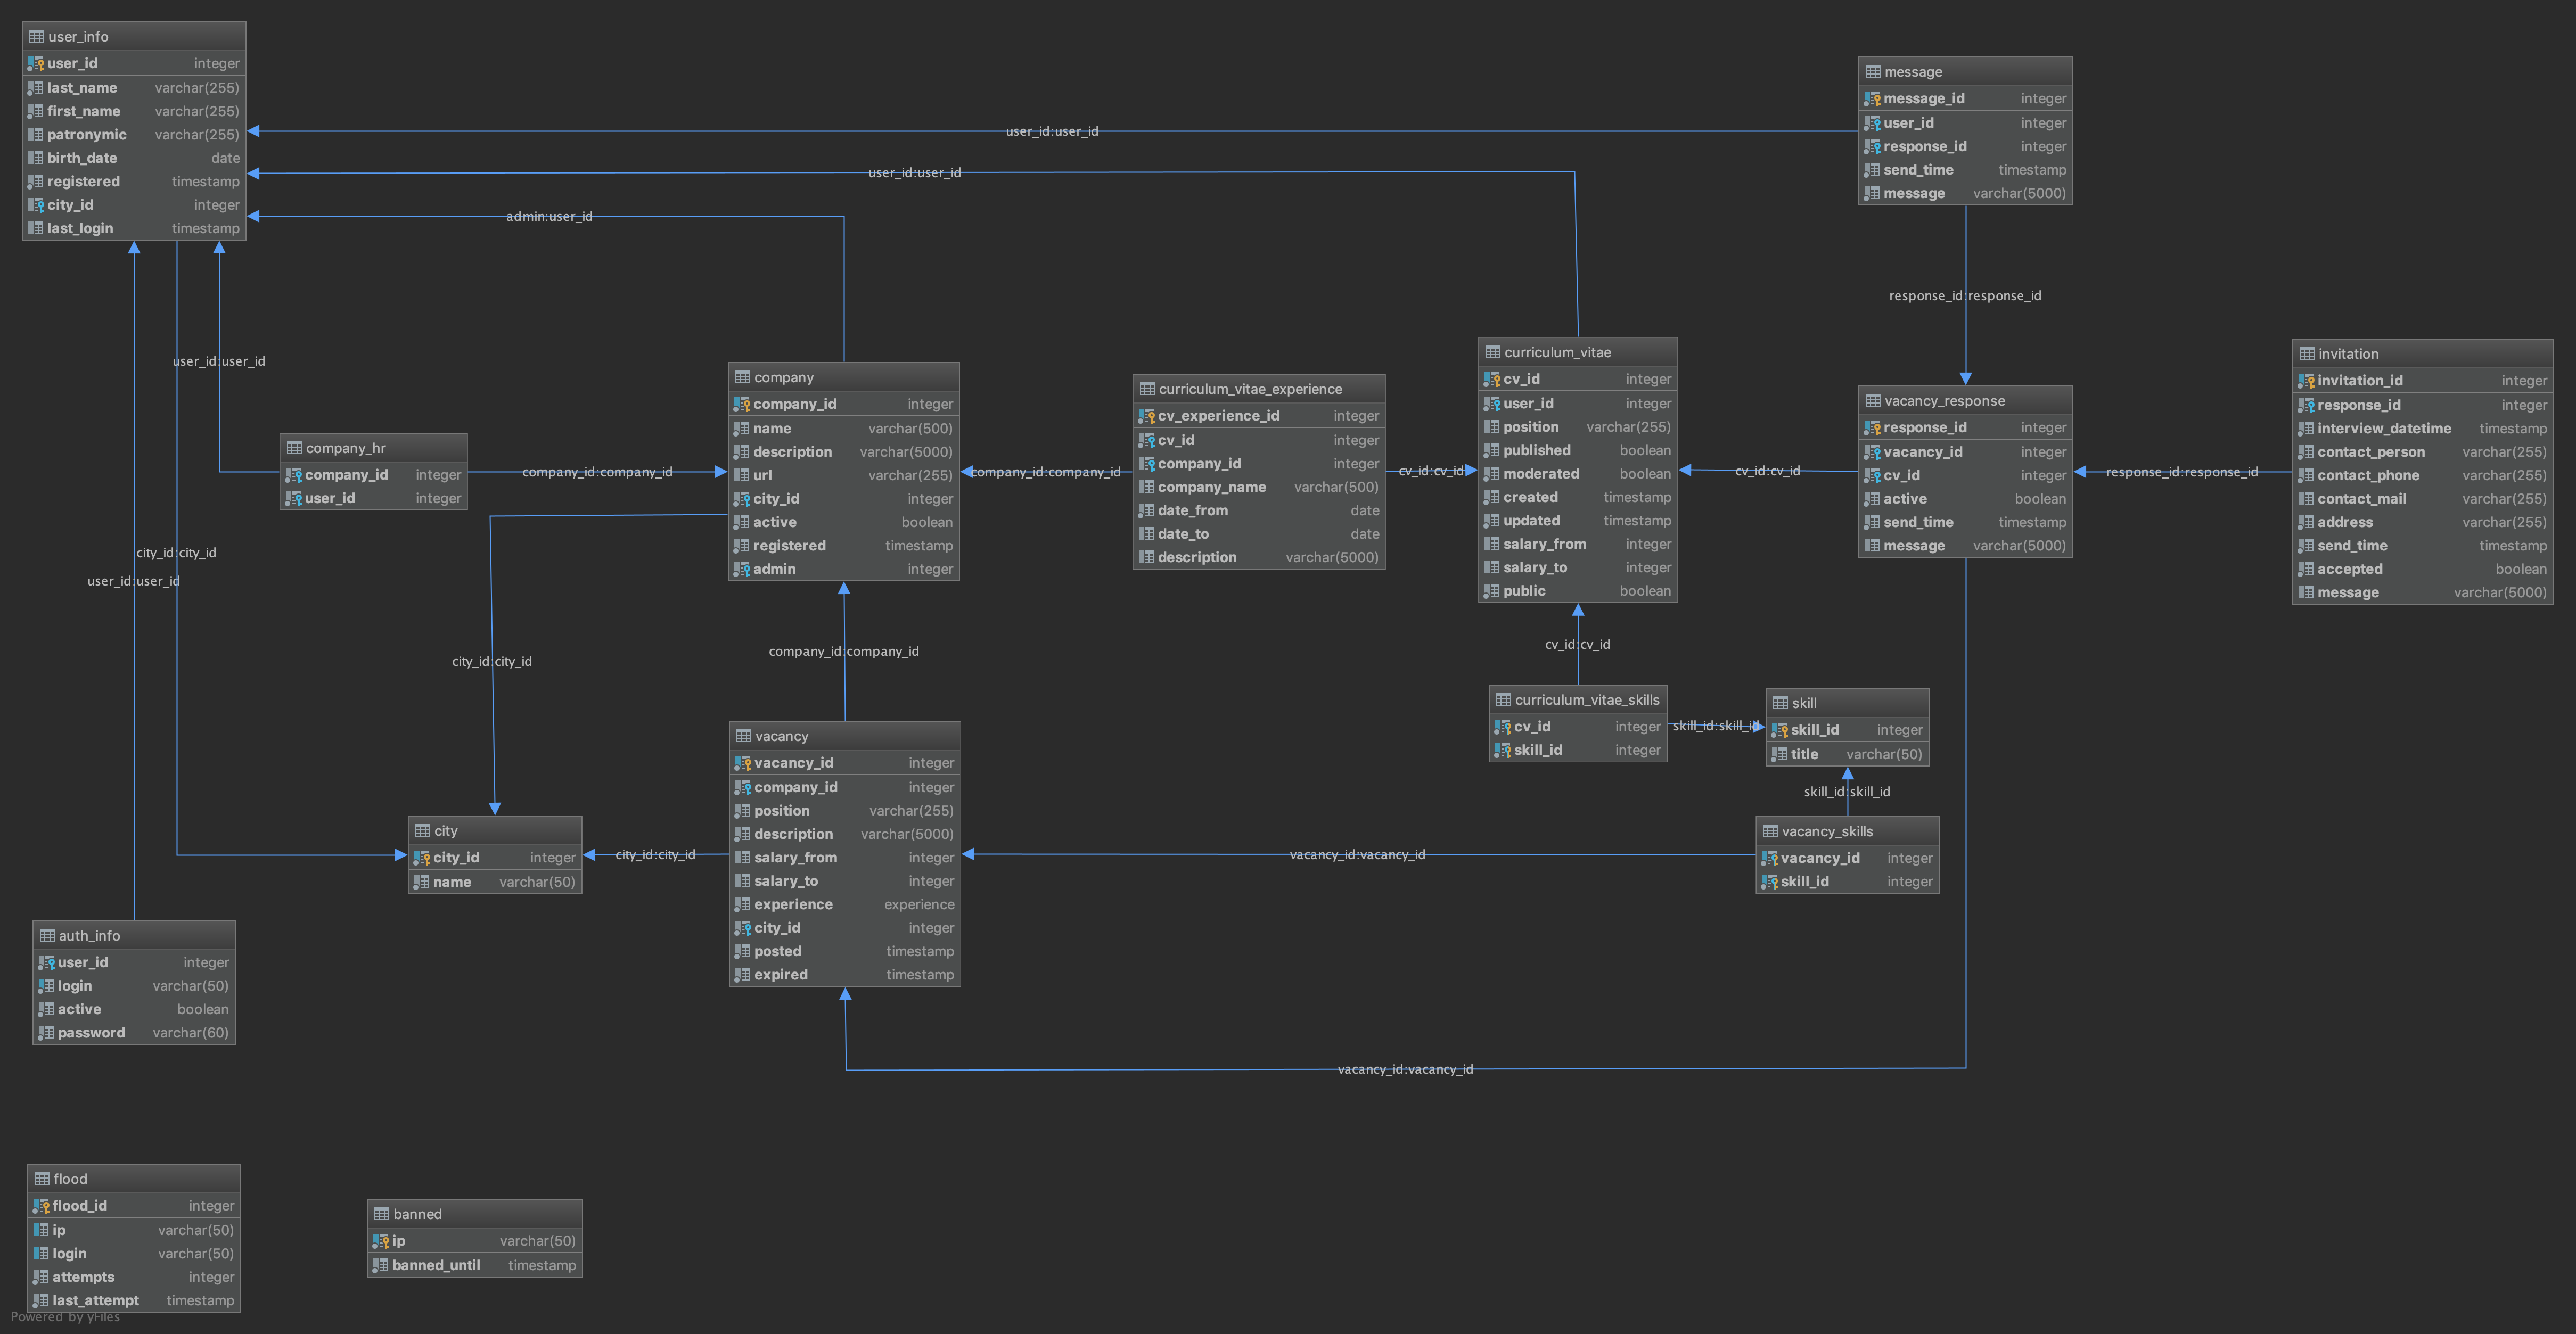 user_info
user_id integer
last_name varchar(255)
first_name varchar(255)
patronymic varchar(255)
birth_date date
registered timestamp
city_id integer
last_login timestamp
message
message_id integer
user_id integer
response_id integer
send_time timestamp
message varchar(5000)
user_id:user_id
user_id:user_id
admin:user_id
response_id:response_id
user_id:user_id
company_hr
company_id integer
user_id integer
company_id:company_id
company
company_id integer
name varchar(500)
description varchar(5000)
url varchar(255)
city_id integer
active boolean
registered timestamp
admin integer
company_id:company_id
curriculum_vitae_experience
cv_experience_id integer
cv_id integer
company_id integer
company_name varchar(500)
date_from date
date_to date
description varchar(5000)
cv_id:cv_id
curriculum_vitae
cv_id integer
user_id integer
position varchar(255)
published boolean
moderated boolean
created timestamp
updated timestamp
salary_from integer
salary_to integer
public boolean
cv_id:cv_id
vacancy_response
response_id integer
vacancy_id integer
cv_id integer
active boolean
send_time timestamp
message varchar(5000)
response_id:response_id
invitation
invitation_id integer
response_id integer
interview_datetime timestamp
contact_person varchar(255)
contact_phone varchar(255)
contact_mail varchar(255)
address varchar(255)
send_time timestamp
accepted boolean
message varchar(5000)
city_id:city_id
user_id:user_id
city_id:city_id
company_id:company_id
cv_id:cv_id
curriculum_vitae_skills
cv_id integer
skill_id integer
skill_id:skill_id
skill
skill_id integer
title varchar(50)
skill_id:skill_id
vacancy_skills
vacancy_id integer
skill_id integer
vacancy_id:vacancy_id
vacancy
vacancy_id integer
company_id integer
position varchar(255)
description varchar(5000)
salary_from integer
salary_to integer
experience experience
city_id integer
posted timestamp
expired timestamp
city_id:city_id
city
city_id integer
name varchar(50)
auth_info
user_id integer
login varchar(50)
active boolean
password varchar(60)
vacancy_id:vacancy_id
flood
flood_id integer
ip varchar(50)
login varchar(50)
attempts integer
last_attempt timestamp
banned
ip varchar(50)
banned_until timestamp
Powered by yFiles